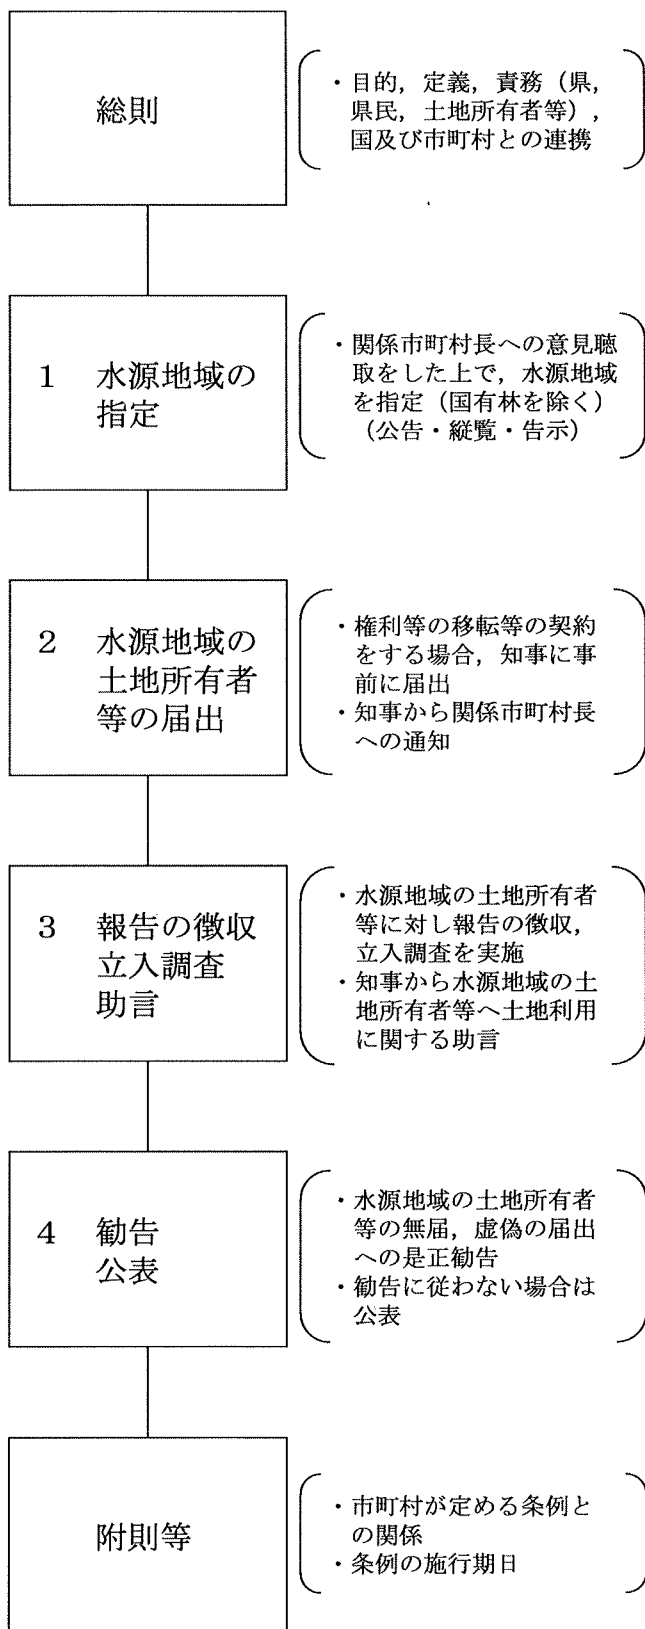 総則
・目的，定義，責務（県，
県民，土地所有者等），
国及び市町村との連携
1　水源地域の
指定
・関係市町村長への意見聴
取をした上で，水源地域
を指定（国有林を除く）
（公告・縦覧・告示）
2　水源地域の
土地所有者
等の届出
・権利等の移転等の契約
をする場合，知事に事
前に届出
・知事から関係市町村長
への通知
3　報告の徴収
立入調査
助言
・水源地域の土地所有者
等に対し報告の徴収，
立入調査を実施
・知事から水源地域の土
地所有者等へ土地利用
に関する助言
4　勧告
公表
・水源地域の土地所有者
等の無届，虚偽の届出
への是正勧告
・勧告に従わない場合は
公表
附則等
・市町村が定める条例と
の関係
・条例の施行期日